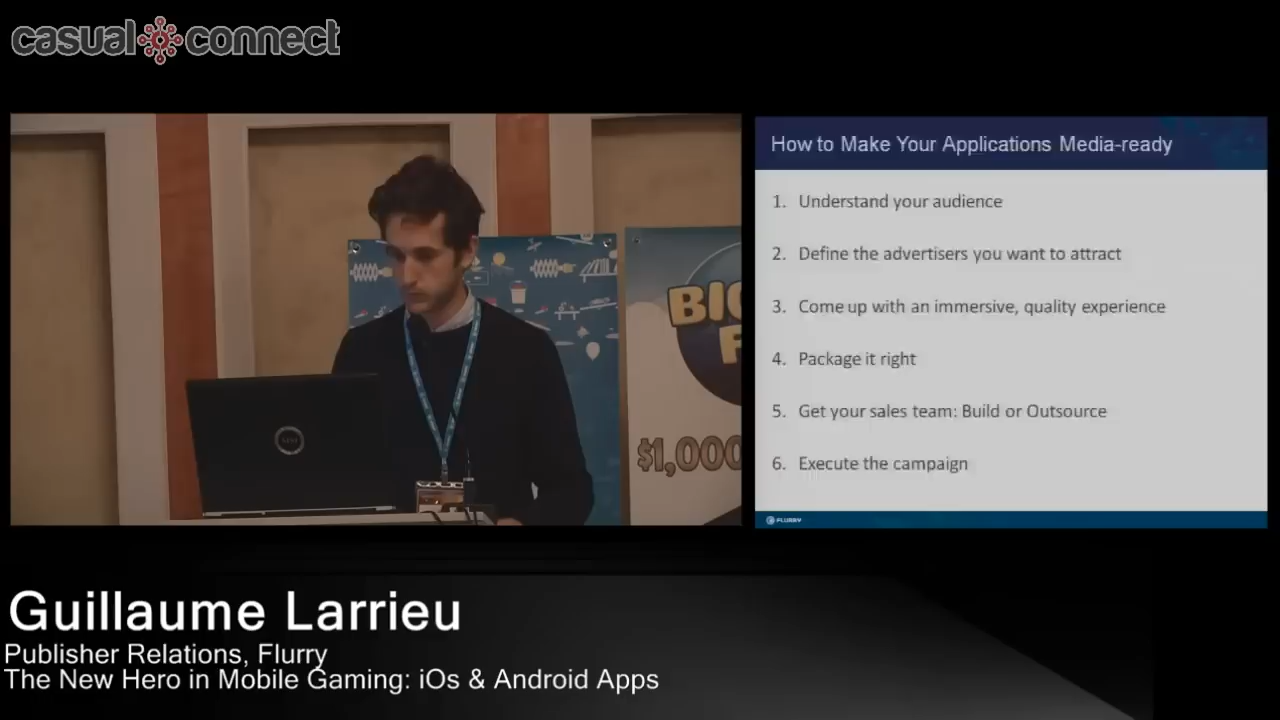 casual connect
BIG
F
$1,000
How to Make Your Applications Media-ready
1. Understand your audience
2. Define the advertisers you want to attract
3. Come up with an immersive, quality experience
4. Package it right
5. Get your sales team: Build or Outsource
6. Execute the campaign
FLURRY
Guillaume Larrieu
Publisher Relations, Flurry
The New Hero in Mobile Gaming: iOs & Android Apps